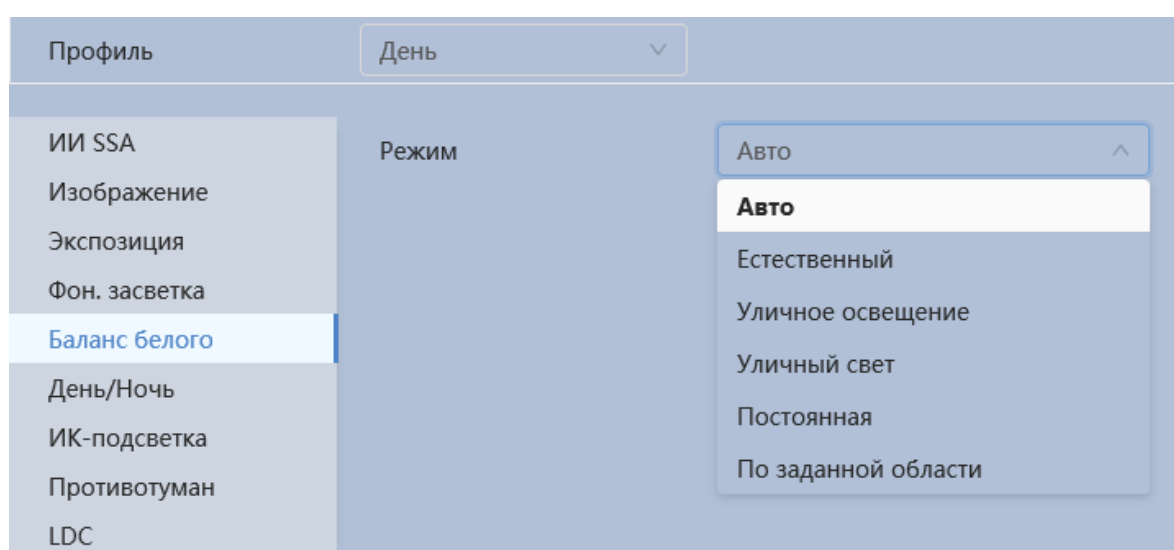 Профиль День
ИИ SSA
Режим Авто
Изображение
Авто
Экспозиция
Естественный
Фон. засветка
Уличное освещение
Баланс белого
Уличный свет
День/Ночь
Постоянная
ИК-подсветка
По заданной области
Противотуман
LDC